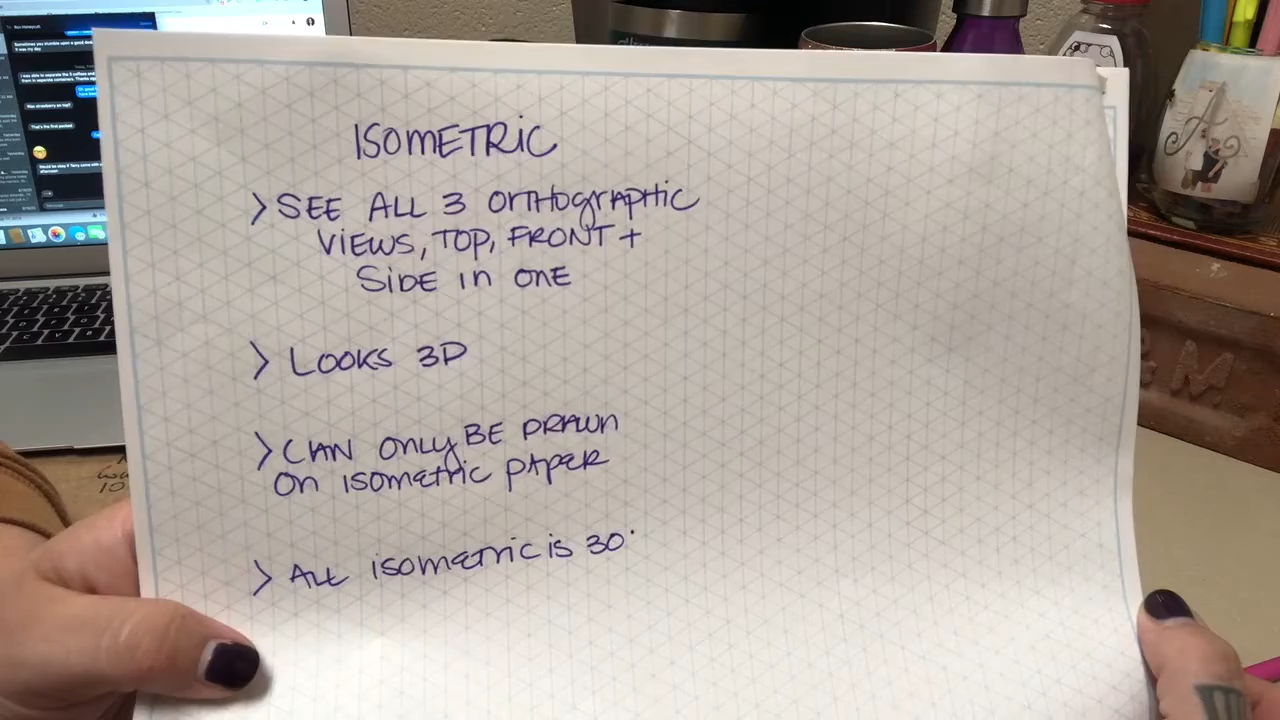 ISOMETRIC
> SEE ALL 3 ORTHOGRAPHIC
VIEWS, TOP, FRONT +
SIDE IN ONE
> LOOKS 3D
> CAN ONLY BE DRAWN
ON ISOMETRIC PAPER
> ALL ISOMETRIC IS 30°
& M
A